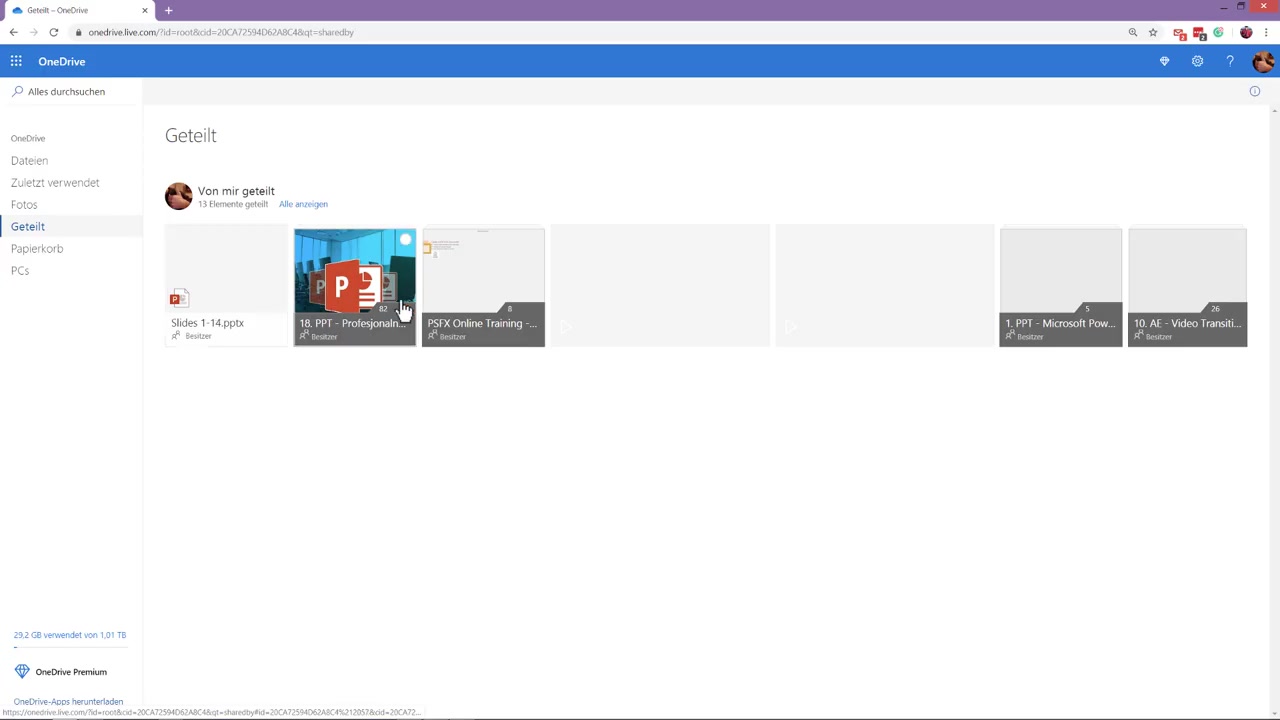 Geteilt – OneDrive
onedrive.live.com/?id=root&cid=20CA72594D62A8C4&qt=sharedby
OneDrive
Alles durchsuchen
OneDrive
Dateien
Zuletzt verwendet
Fotos
Geteilt
Papierkorb
PCs
Geteilt
Von mir geteilt
13 Elemente geteilt Alle anzeigen
Slides 1-14.pptx
Besitzer
82
18. PPT - Profesjonaln...
Besitzer
8
PSFX Online Training -...
Besitzer
5
1. PPT - Microsoft Pow...
Besitzer
26
10. AE - Video Transiti...
Besitzer
29,2 GB verwendet von 1,01 TB
OneDrive Premium
OneDrive-Apps herunterladen
https://onedrive.live.com/?id=root&cid=20CA72594D62A8C4&qt=sharedby#id=20CA72594D62A8C4%212057&cid=20CA72...